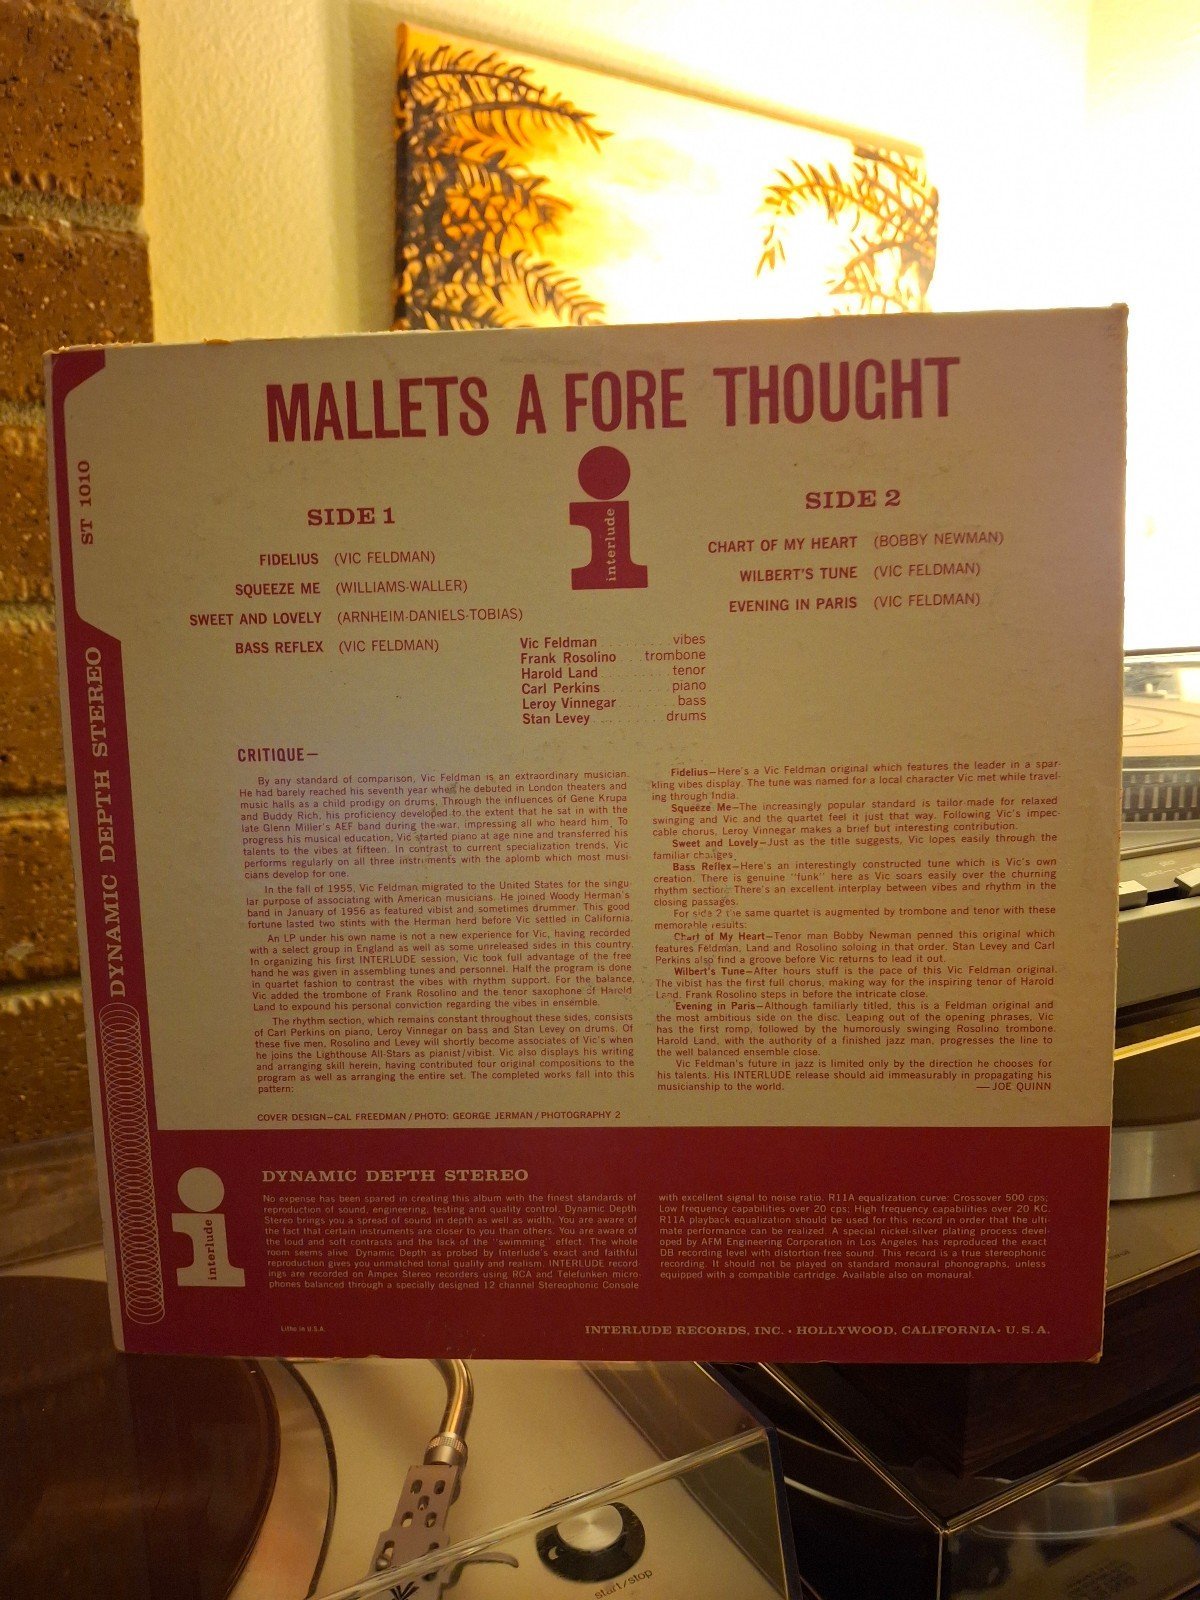 MALLETS A FORE THOUGHT
ST 1010
DYNAMIC DEPTH STEREO
interlude
SIDE 1
FIDELIUS (VIC FELDMAN)
SQUEEZE ME (WILLIAMS-WALLER)
SWEET AND LOVELY (ARNHEIM-DANIELS-TOBIAS)
BASS REFLEX (VIC FELDMAN)
SIDE 2
CHART OF MY HEART (BOBBY NEWMAN)
WILBERT'S TUNE (VIC FELDMAN)
EVENING IN PARIS (VIC FELDMAN)
Vic Feldman vibes
Frank Rosolino trombone
Harold Land tenor
Carl Perkins piano
Leroy Vinnegar bass
Stan Levey drums
CRITIQUE—
By any standard of comparison, Vic Feldman is an extraordinary musician.
He had barely reached his seventh year when he debuted in London theaters and
music halls as a child prodigy on drums. Through the influences of Gene Krupa
and Buddy Rich, his proficiency developed to the extent that he sat in with the
late Glenn Miller's AEF band during the war, impressing all who heard him. To
progress his musical education, Vic started piano at age nine and transferred his
talents to the vibes at fifteen. In contrast to current specialization trends, Vic
performs regularly on all three instruments with the aplomb which most musi-
cians develop for one.
In the fall of 1955, Vic Feldman migrated to the United States for the singu-
lar purpose of associating with American musicians. He joined Woody Herman's
band in January of 1956 as featured vibist and sometimes drummer. This good
fortune lasted two stints with the Herman herd before Vic settled in California.
An LP under his own name is not a new experience for Vic, having recorded
with a select group in England as well as some unreleased sides in this country.
In organizing his first INTERLUDE session, Vic took full advantage of the free
hand he was given in assembling tunes and personnel. Half the program is done
in quartet fashion to contrast the vibes with rhythm support. For the balance,
Vic added the trombone of Frank Rosolino and the tenor saxophone of Harold
Land to expound his personal conviction regarding the vibes in ensemble.
The rhythm section, which remains constant throughout these sides, consists
of Carl Perkins on piano, Leroy Vinnegar on bass and Stan Levey on drums. Of
these five men, Rosolino and Levey will shortly become associates of Vic's when
he joins the Lighthouse All-Stars as pianist/vibist. Vic also displays his writing
and arranging skill herein, having contributed four original compositions to the
program as well as arranging the entire set. The completed works fall into this
pattern:
Fidelius—Here's a Vic Feldman original which features the leader in a spar-
kling vibes display. The tune was named for a local character Vic met while travel-
ing through India.
Squeeze Me—The increasingly popular standard is tailor-made for relaxed
swinging and Vic and the quartet feel it just that way. Following Vic's impec-
cable chorus, Leroy Vinnegar makes a brief but interesting contribution.
Sweet and Lovely—Just as the title suggests, Vic lopes easily through the
familiar changes.
Bass Reflex—Here's an interestingly constructed tune which is Vic's own
creation. There is genuine "funk" here as Vic soars easily over the churning
rhythm section. There's an excellent interplay between vibes and rhythm in the
closing passages.
For side 2 the same quartet is augmented by trombone and tenor with these
memorable results:
Chart of My Heart—Tenor man Bobby Newman penned this original which
features Feldman, Land and Rosolino soloing in that order. Stan Levey and Carl
Perkins also find a groove before Vic returns to lead it out.
Wilbert's Tune—After hours stuff is the pace of this Vic Feldman original.
The vibist has the first full chorus, making way for the inspiring tenor of Harold
Land. Frank Rosolino steps in before the intricate close.
Evening in Paris—Although familiarly titled, this is a Feldman original and
the most ambitious side on the disc. Leaping out of the opening phrases, Vic
has the first romp, followed by the humorously swinging Rosolino trombone.
Harold Land, with the authority of a finished jazz man, progresses the line to
the well balanced ensemble close.
Vic Feldman's future in jazz is limited only by the direction he chooses for
his talents. His INTERLUDE release should aid immeasurably in propagating his
musicianship to the world. — JOE QUINN
COVER DESIGN—CAL FREEDMAN/PHOTO: GEORGE JERMAN/PHOTOGRAPHY 2
interlude
DYNAMIC DEPTH STEREO
No expense has been spared in creating this album with the finest standards of
reproduction of sound, engineering, testing and quality control. Dynamic Depth
Stereo brings you a spread of sound in depth as well as width. You are aware of
the fact that certain instruments are closer to you than others. You are aware of
the loud and soft contrasts and the lack of the "swimming" effect. The whole
room seems alive. Dynamic Depth as probed by Interlude's exact and faithful
reproduction gives you unmatched tonal quality and realism. INTERLUDE record-
ings are recorded on Ampex Stereo recorders using RCA and Telefunken micro-
phones balanced through a specially designed 12 channel Stereophonic Console
with excellent signal to noise ratio. R11A equalization curve: Crossover 500 cps;
Low frequency capabilities over 20 cps; High frequency capabilities over 20 KC.
R11A playback equalization should be used for this record in order that the ulti-
mate performance can be realized. A special nickel-silver plating process devel-
oped by AFM Engineering Corporation in Los Angeles has reproduced the exact
DB recording level with distortion free sound. This record is a true stereophonic
recording. It should not be played on standard monaural phonographs, unless
equipped with a compatible cartridge. Available also on monaural.
Litho in U.S.A.
INTERLUDE RECORDS, INC. · HOLLYWOOD, CALIFORNIA · U. S. A.
start/stop